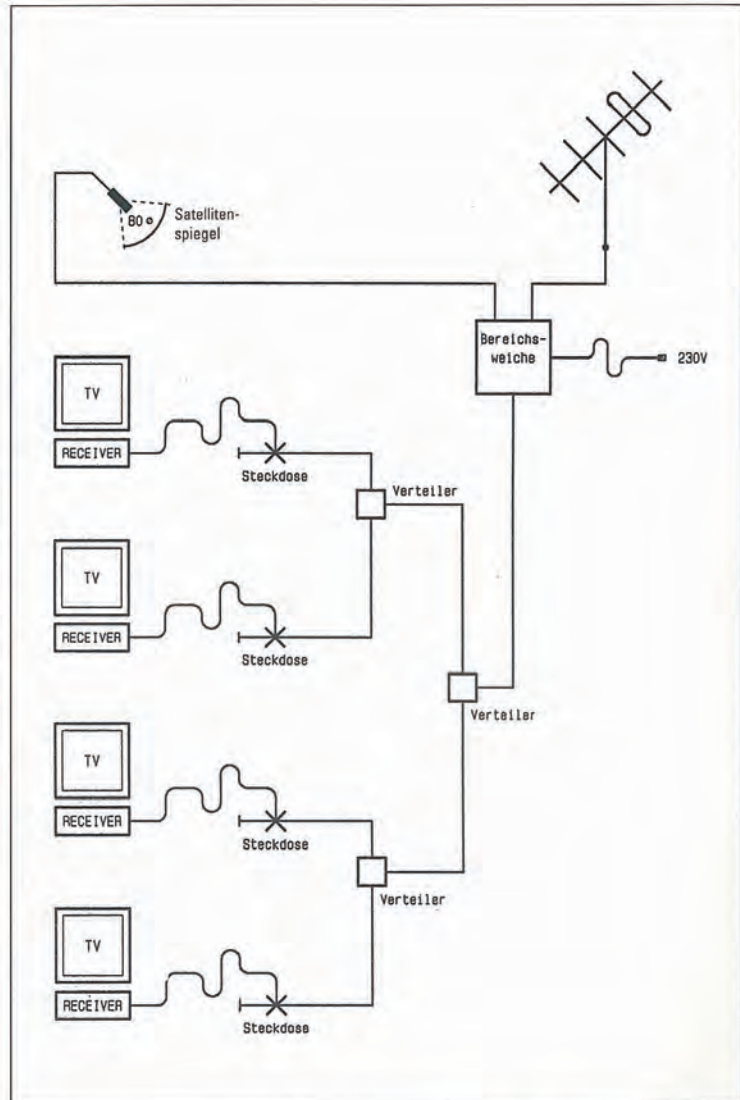 80 ø
Satelliten-
spiegel
Bereichs-
weiche
230V
TV
RECEIVER
Steckdose
Verteiler
TV
RECEIVER
Steckdose
Verteiler
TV
RECEIVER
Steckdose
Verteiler
TV
RECEIVER
Steckdose